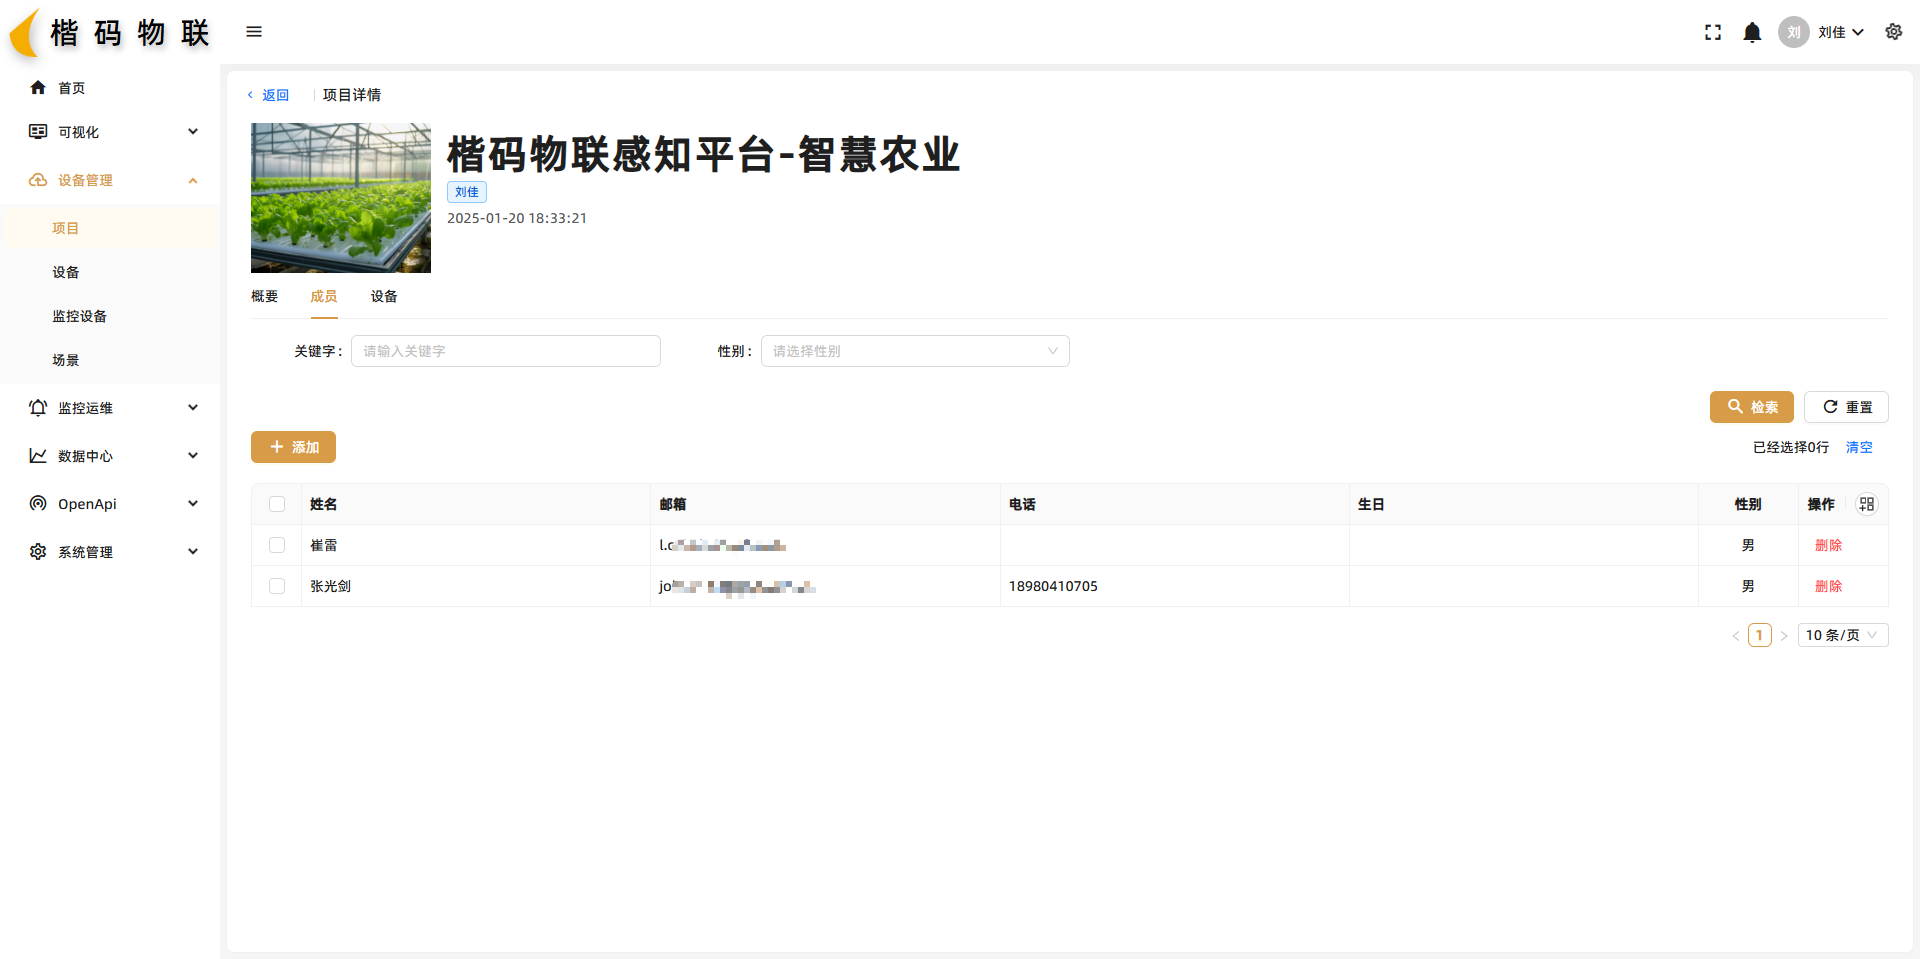 楷码物联
刘 刘佳
首页
可视化
设备管理
项目
设备
监控设备
场景
监控运维
数据中心
OpenApi
系统管理
返回 项目详情
楷码物联感知平台-智慧农业
刘佳
2025-01-20 18:33:21
概要 成员 设备
关键字： 请输入关键字 性别： 请选择性别
检索 重置
添加 已经选择0行 清空
姓名 邮箱 电话 生日 性别 操作
崔雷 男 删除
张光剑 18980410705 男 删除
1 10 条/页